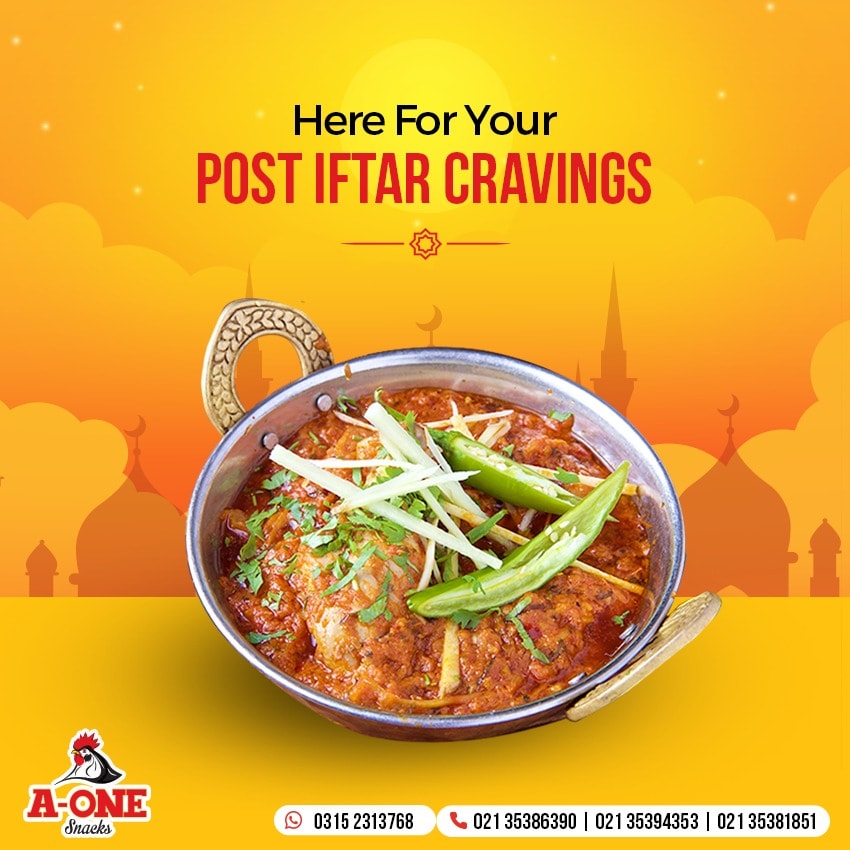 Here For Your
POST IFTAR CRAVINGS
A-ONE
Snacks
0315 2313768
021 35386390 | 021 35394353 | 021 35381851